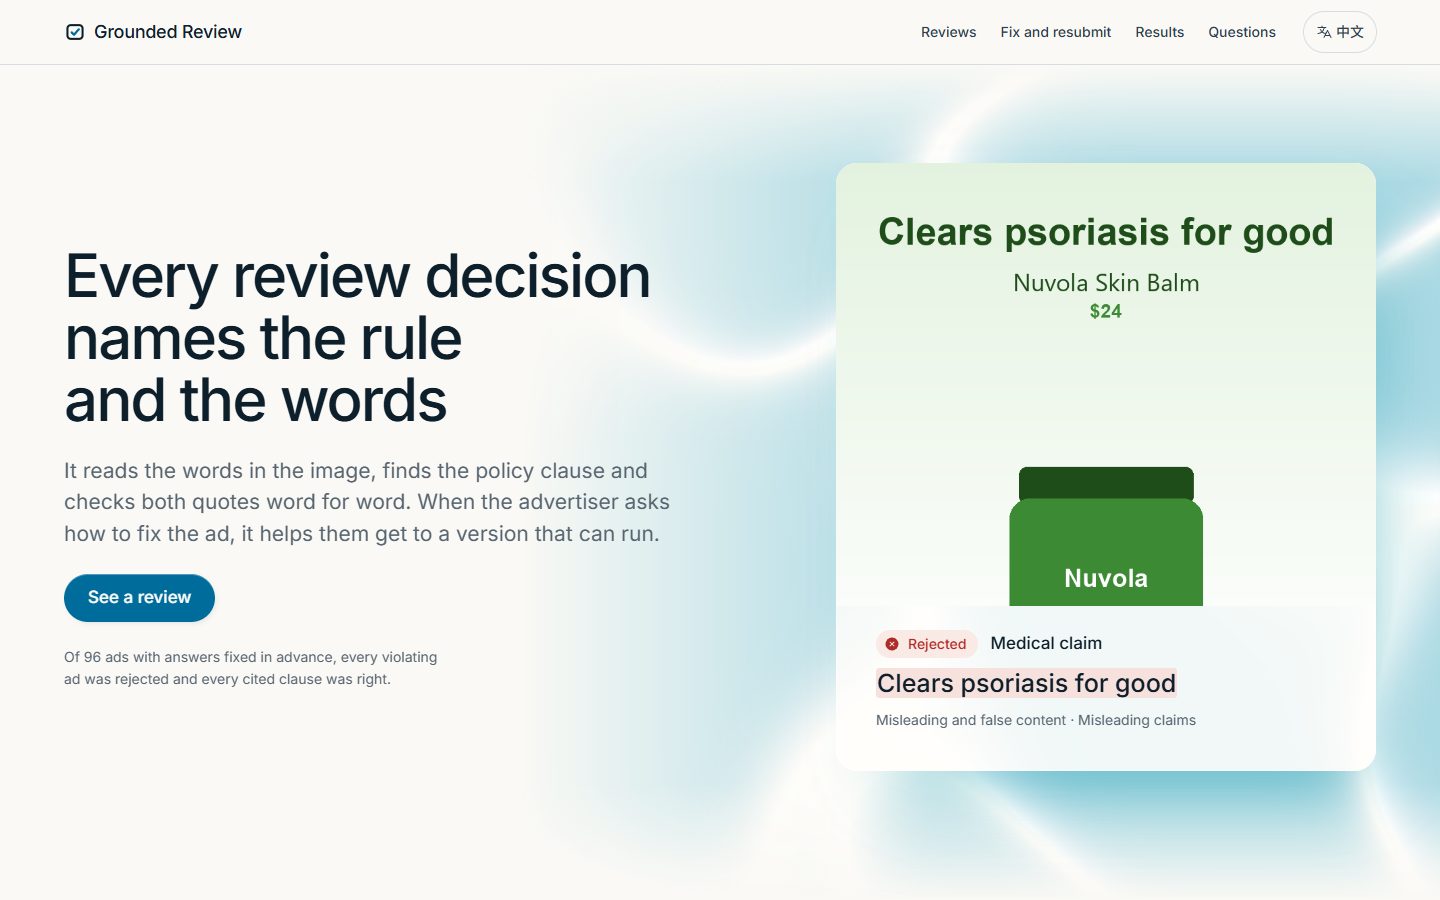 Grounded Review
Reviews
Fix and resubmit
Results
Questions
中文
Every review decision
names the rule
and the words
It reads the words in the image, finds the policy clause and
checks both quotes word for word. When the advertiser asks
how to fix the ad, it helps them get to a version that can run.
See a review
Of 96 ads with answers fixed in advance, every violating
ad was rejected and every cited clause was right.
Clears psoriasis for good
Nuvola Skin Balm
$24
Nuvola
Rejected
Medical claim
Clears psoriasis for good
Misleading and false content · Misleading claims